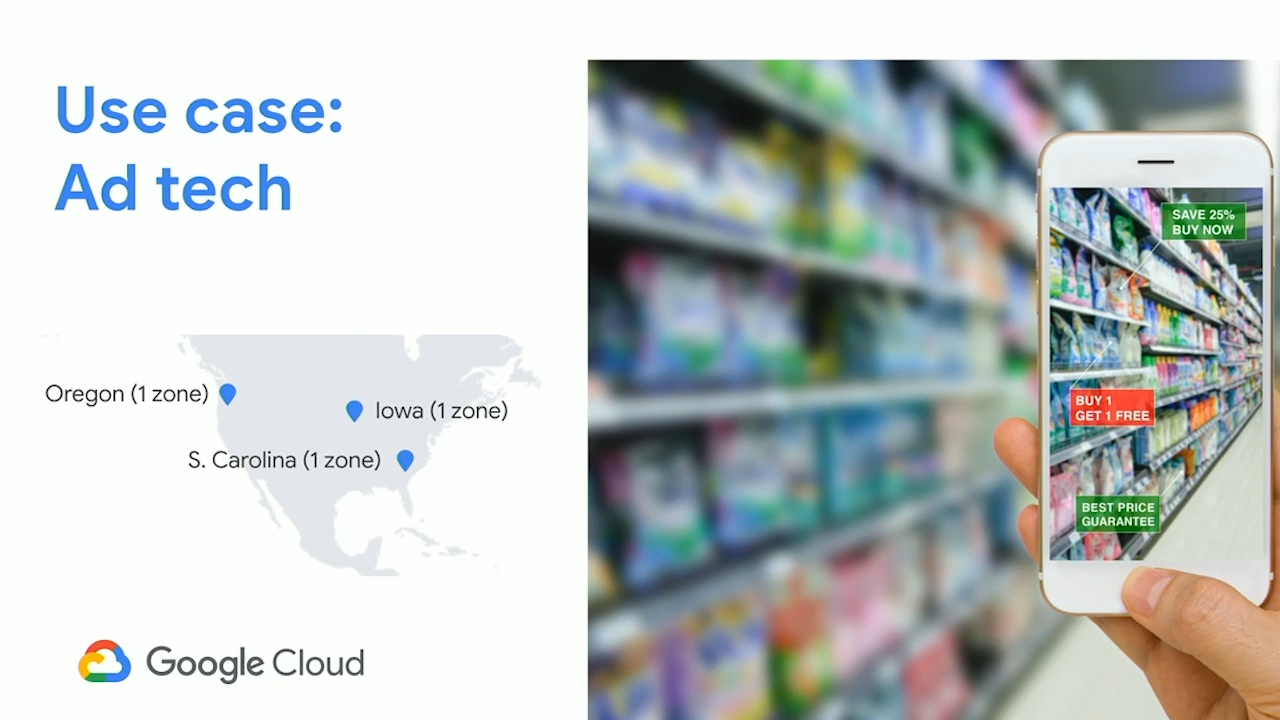 Use case:
Ad tech
Oregon (1 zone)
Iowa (1 zone)
S. Carolina (1 zone)
Google Cloud
SAVE 25%
BUY NOW
BUY 1
GET 1 FREE
BEST PRICE
GUARANTEE